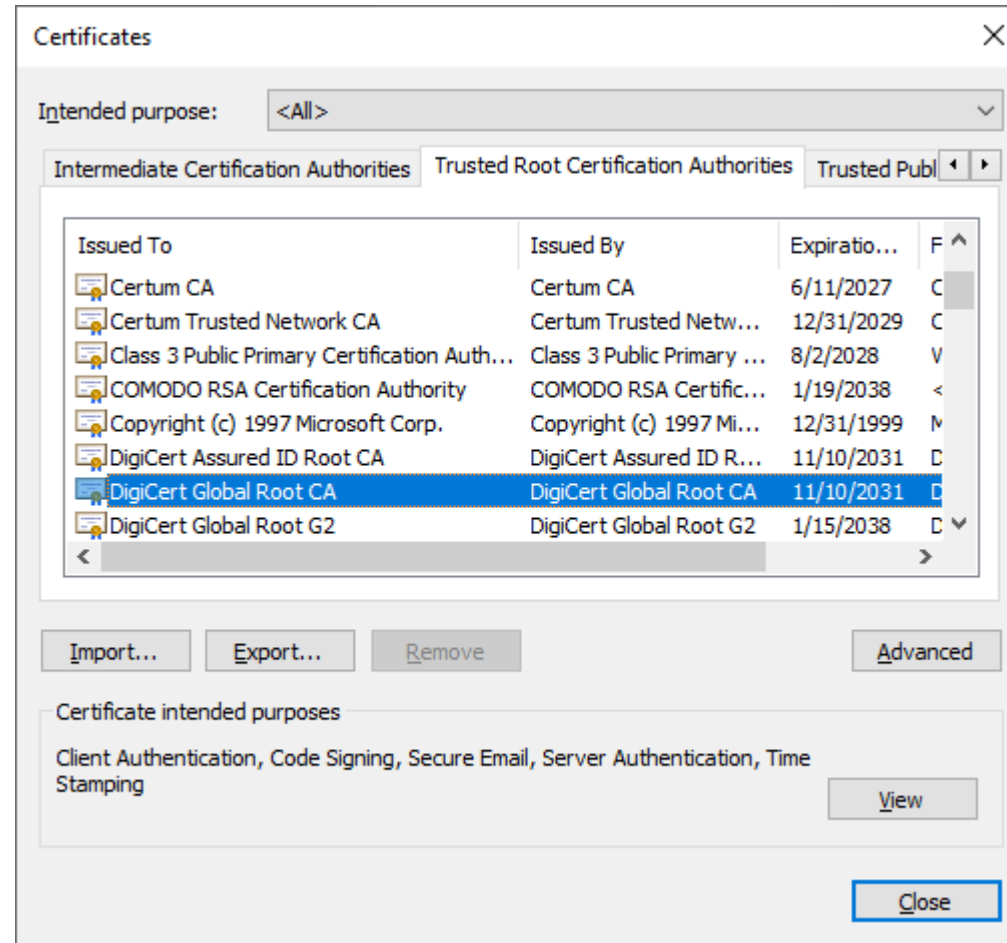 Certificates
Intended purpose: <All>
Intermediate Certification Authorities Trusted Root Certification Authorities Trusted Publ
Issued To Issued By Expiratio... F
Certum CA Certum CA 6/11/2027 C
Certum Trusted Network CA Certum Trusted Netw... 12/31/2029 C
Class 3 Public Primary Certification Auth... Class 3 Public Primary ... 8/2/2028 V
COMODO RSA Certification Authority COMODO RSA Certific... 1/19/2038 <
Copyright (c) 1997 Microsoft Corp. Copyright (c) 1997 Mi... 12/31/1999 M
DigiCert Assured ID Root CA DigiCert Assured ID R... 11/10/2031 D
DigiCert Global Root CA DigiCert Global Root CA 11/10/2031 D
DigiCert Global Root G2 DigiCert Global Root G2 1/15/2038 D
Import... Export... Remove Advanced
Certificate intended purposes
Client Authentication, Code Signing, Secure Email, Server Authentication, Time
Stamping
View
Close